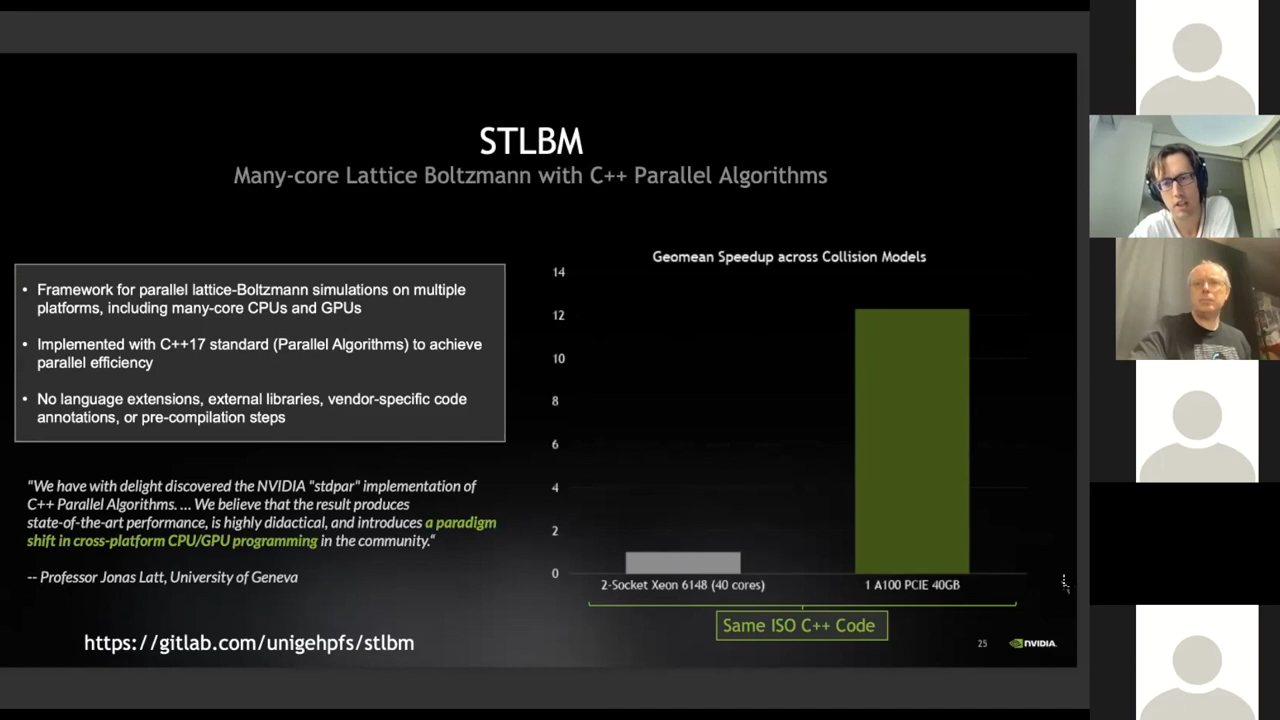 STLBM
Many-core Lattice Boltzmann with C++ Parallel Algorithms
• Framework for parallel lattice-Boltzmann simulations on multiple
platforms, including many-core CPUs and GPUs
• Implemented with C++17 standard (Parallel Algorithms) to achieve
parallel efficiency
• No language extensions, external libraries, vendor-specific code
annotations, or pre-compilation steps
"We have with delight discovered the NVIDIA "stdpar" implementation of
C++ Parallel Algorithms. ... We believe that the result produces
state-of-the-art performance, is highly didactical, and introduces a paradigm
shift in cross-platform CPU/GPU programming in the community."
-- Professor Jonas Latt, University of Geneva
https://gitlab.com/unigehpfs/stlbm
Geomean Speedup across Collision Models
14
12
10
8
6
4
2
0
2-Socket Xeon 6148 (40 cores)
1 A100 PCIE 40GB
Same ISO C++ Code
25
NVIDIA.